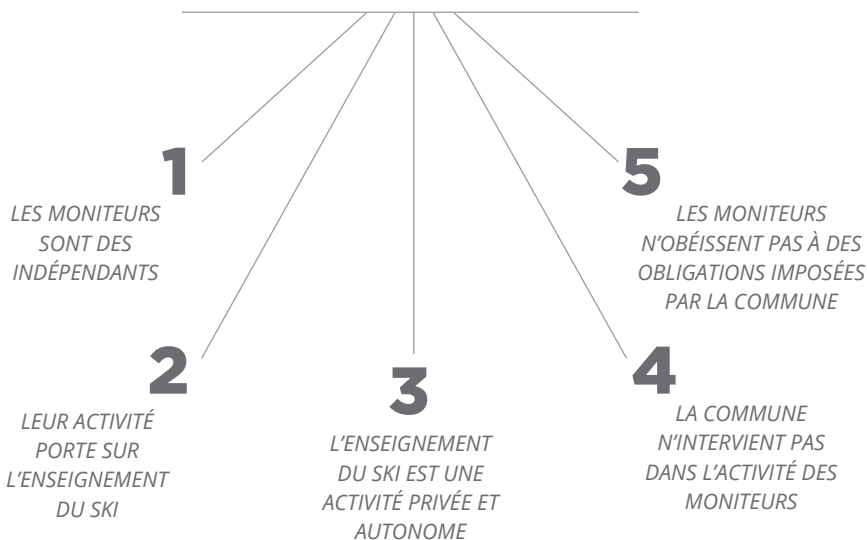 1
LES MONITEURS
SONT DES
INDÉPENDANTS
2
LEUR ACTIVITÉ
PORTE SUR
L'ENSEIGNEMENT
DU SKI
3
L'ENSEIGNEMENT
DU SKI EST UNE
ACTIVITÉ PRIVÉE ET
AUTONOME
4
LA COMMUNE
N'INTERVIENT PAS
DANS L'ACTIVITÉ DES
MONITEURS
5
LES MONITEURS
N'OBÉISSENT PAS À DES
OBLIGATIONS IMPOSÉES
PAR LA COMMUNE